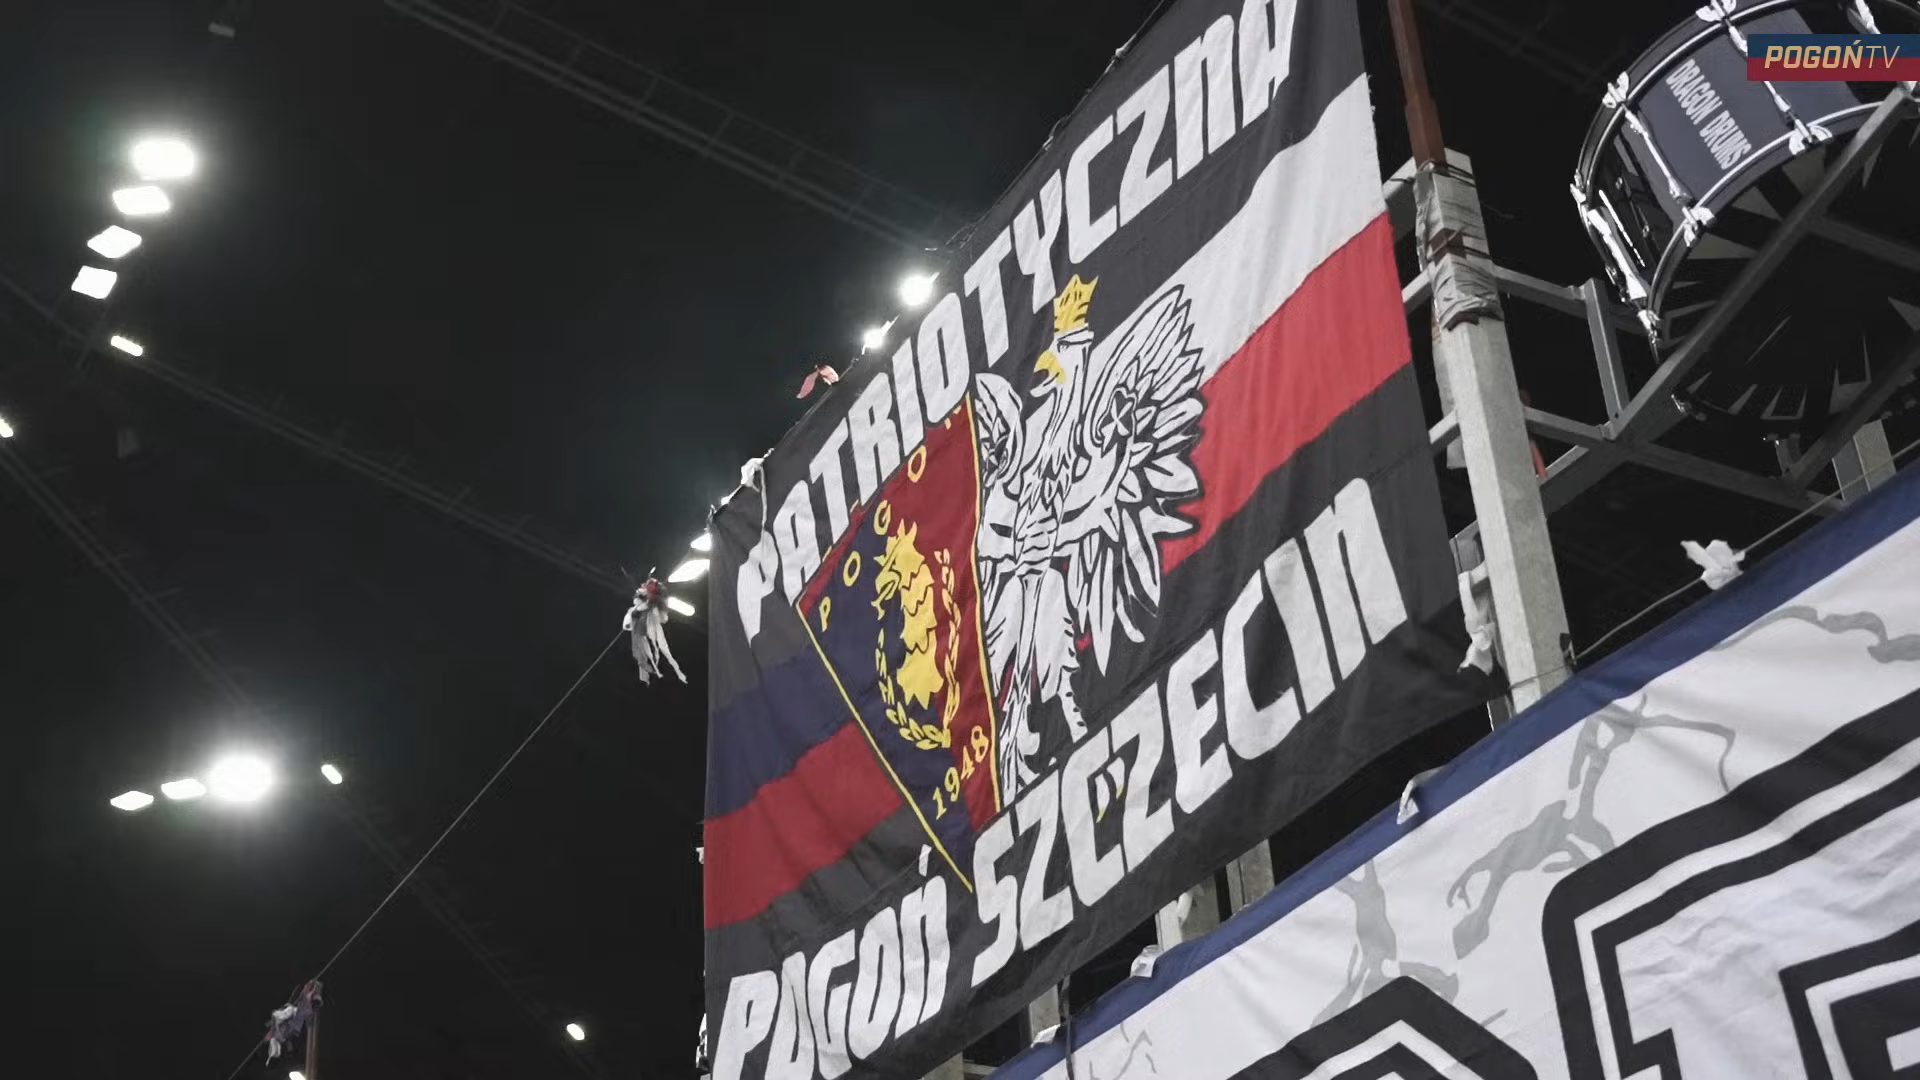 POGOŃTV
DRAGON DRUMS
PATRIOTYCZNA
POGOŃ
1948
POGOŃ SZCZECIN